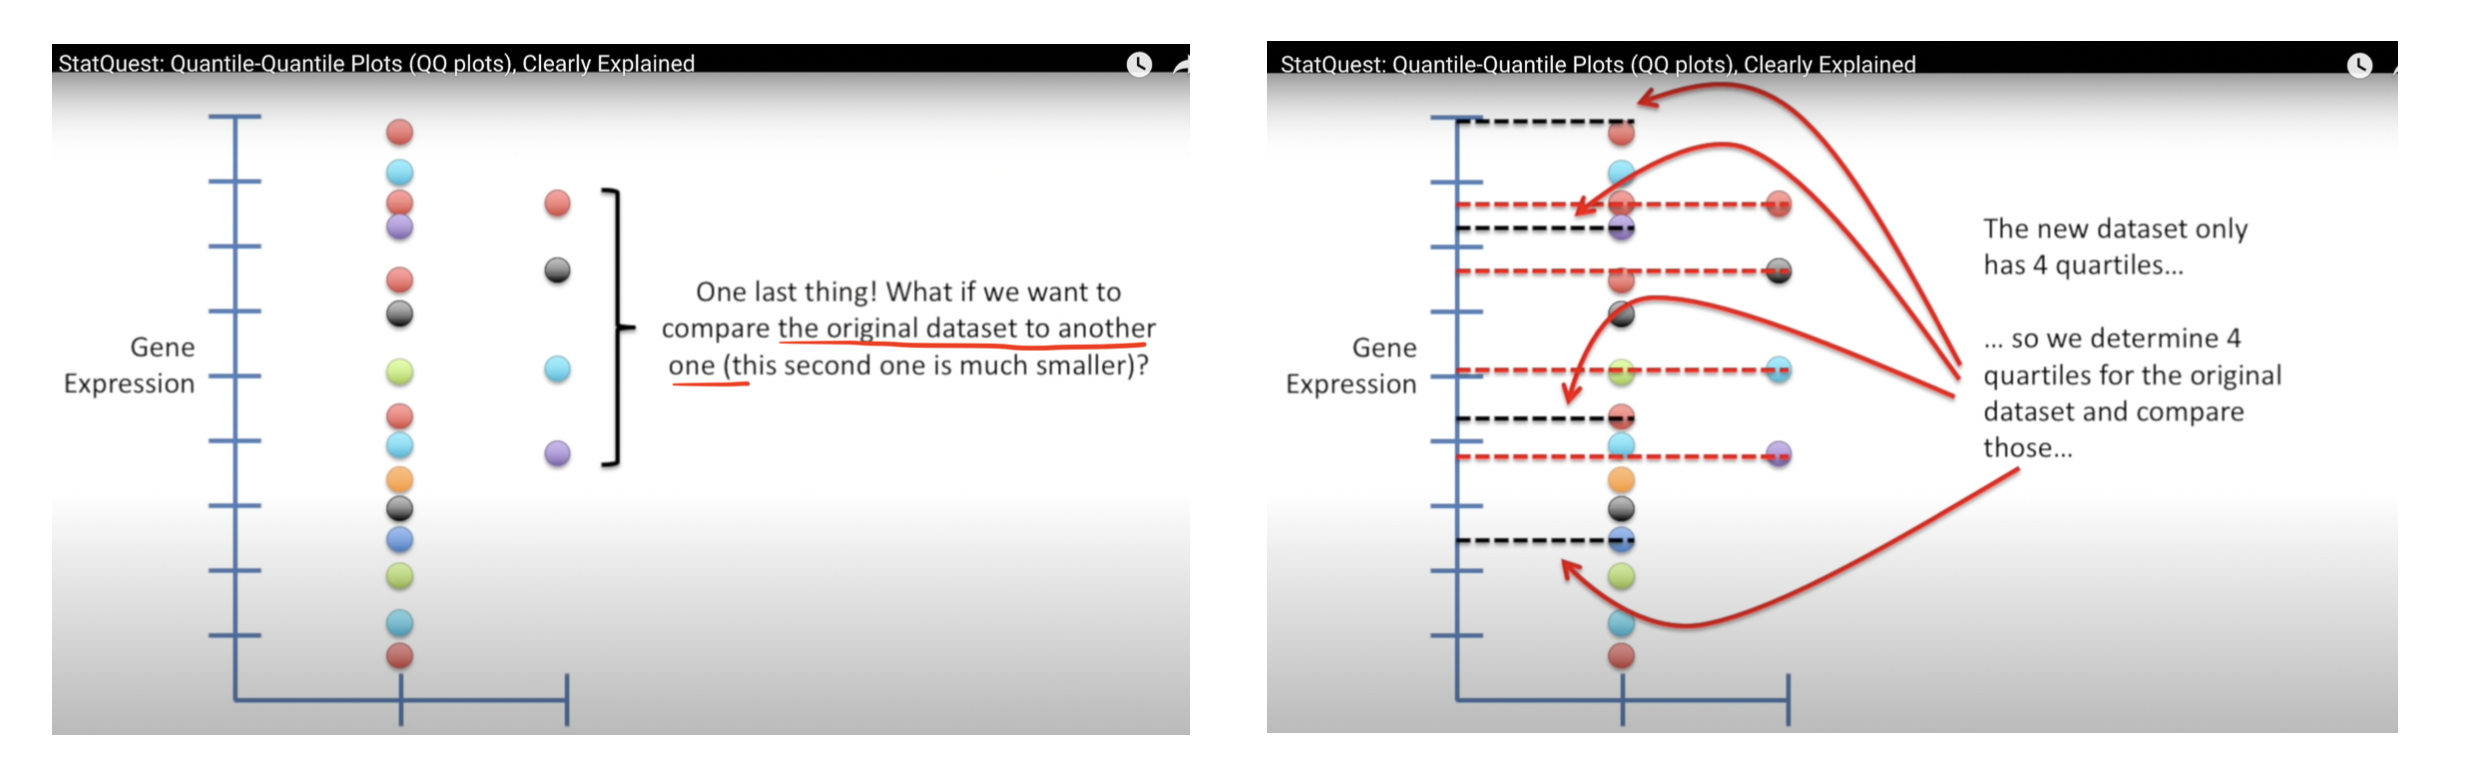 StatQuest: Quantile-Quantile Plots (QQ plots), Clearly Explained
One last thing! What if we want to
compare the original dataset to another
one (this second one is much smaller)?
Gene
Expression
StatQuest: Quantile-Quantile Plots (QQ plots), Clearly Explained
The new dataset only
has 4 quartiles...
... so we determine 4
quartiles for the original
dataset and compare
those...
Gene
Expression